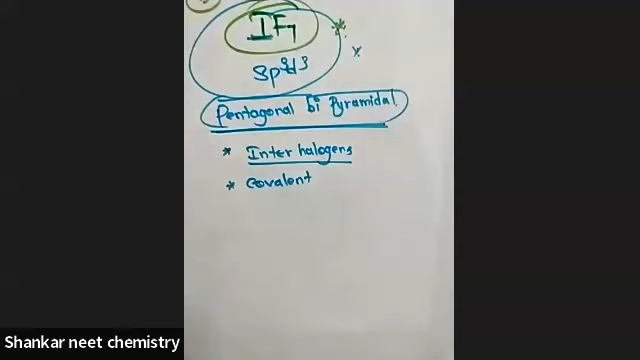 IF7
sp3d3
Pentagonal bi Pyramidal.
* Inter halogens
* covalent
Shankar neet chemistry